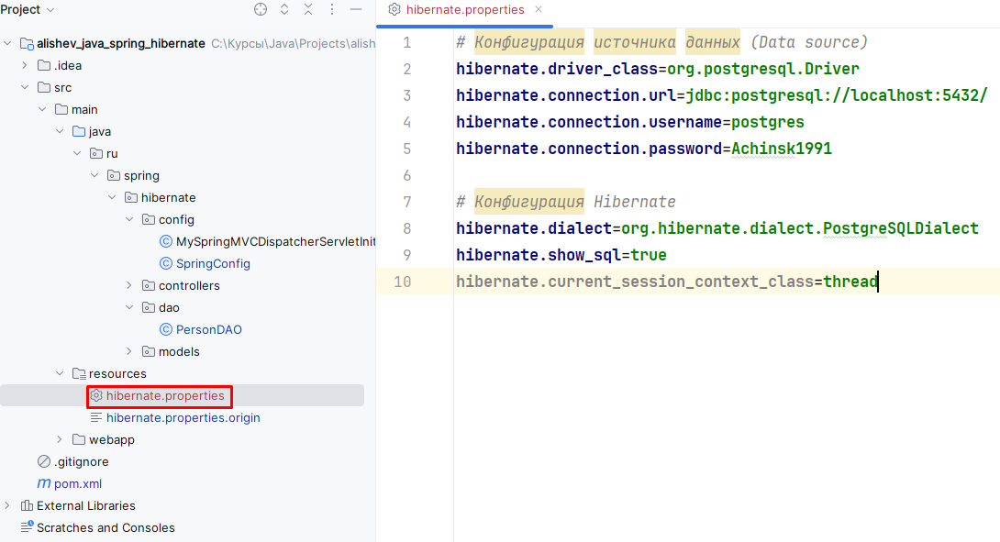 Project
alishev_java_spring_hibernate C:\Курсы\Java\Projects\alish
.idea
src
main
java
ru
spring
hibernate
config
MySpringMVCDispatcherServletInit
SpringConfig
controllers
dao
PersonDAO
models
resources
hibernate.properties
hibernate.properties.origin
webapp
.gitignore
pom.xml
External Libraries
Scratches and Consoles
hibernate.properties
1 # Конфигурация источника данных (Data source)
2 hibernate.driver_class=org.postgresql.Driver
3 hibernate.connection.url=jdbc:postgresql://localhost:5432/
4 hibernate.connection.username=postgres
5 hibernate.connection.password=Achinsk1991
6
7 # Конфигурация Hibernate
8 hibernate.dialect=org.hibernate.dialect.PostgreSQLDialect
9 hibernate.show_sql=true
10 hibernate.current_session_context_class=thread